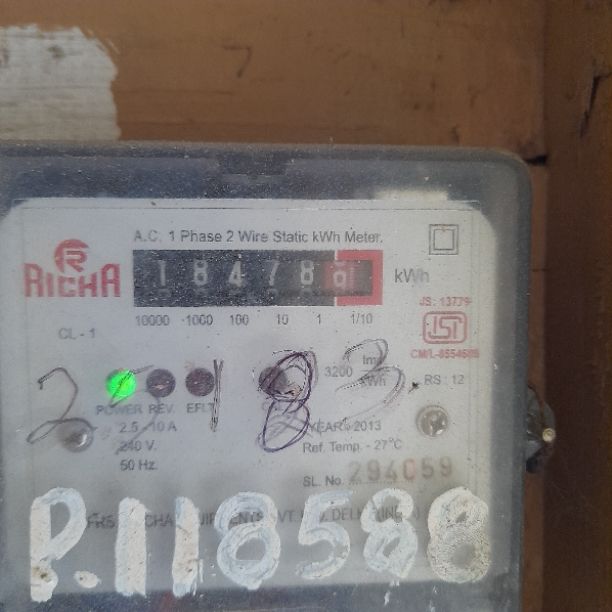 A.C. 1 Phase 2 Wire Static kWh Meter.
R
RICHA
1 8 4 7 8 8
kWh
10000 1000 100 10 1 1/10
IS: 13779
ISI
CL - 1
3200 imp/kWh
RS: 12
POWER REV. EFLT
2.5 - 10 A
YEAR: 2013
240 V.
Ref. Temp. - 27°C
50 Hz.
SL. No. 294059
P.118588